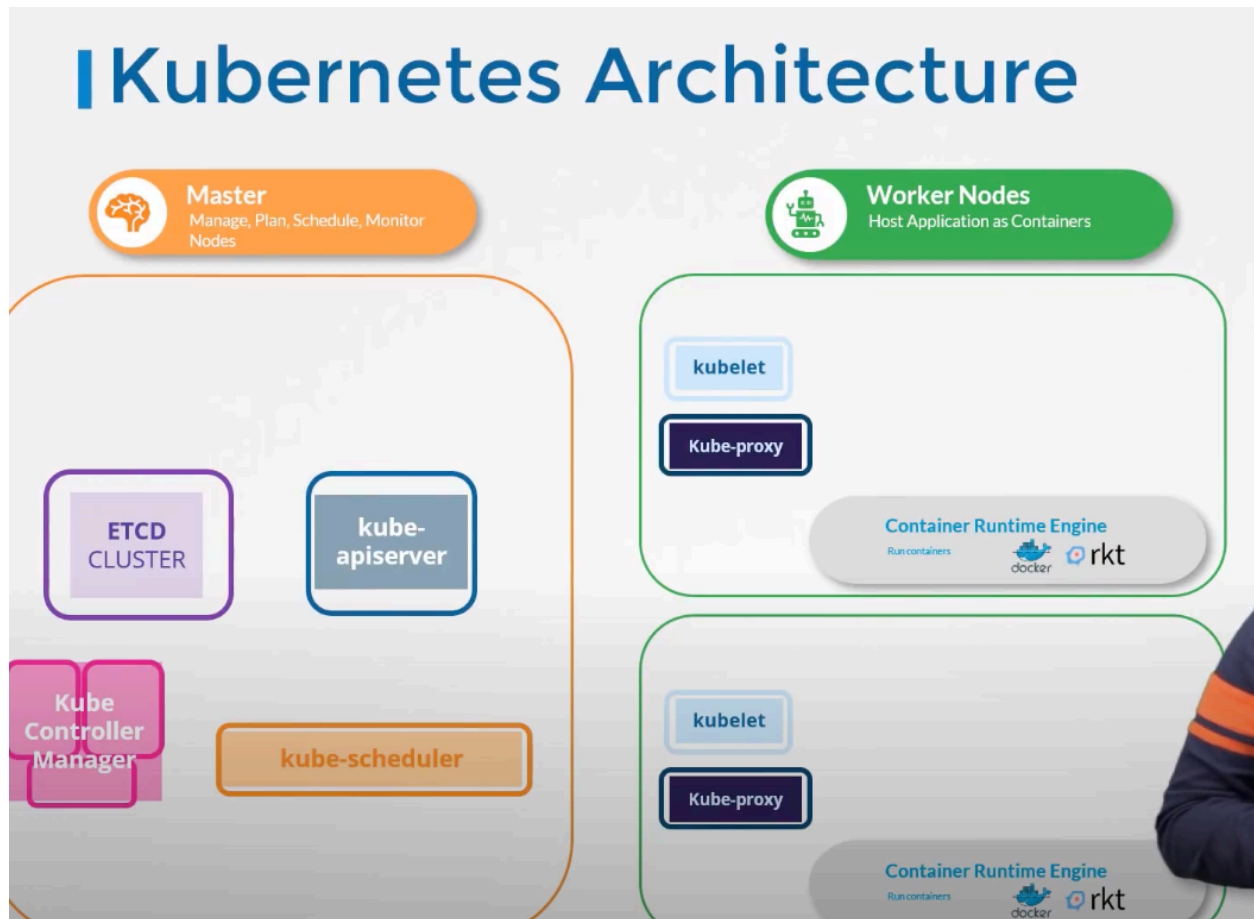 Kubernetes Architecture
Master
Manage, Plan, Schedule, Monitor
Nodes
Worker Nodes
Host Application as Containers
kubelet
Kube-proxy
ETCD
CLUSTER
kube-
apiserver
Container Runtime Engine
Run containers
docker
rkt
Kube
Controller
Manager
kube-scheduler
kubelet
Kube-proxy
Container Runtime Engine
Run containers
docker
rkt